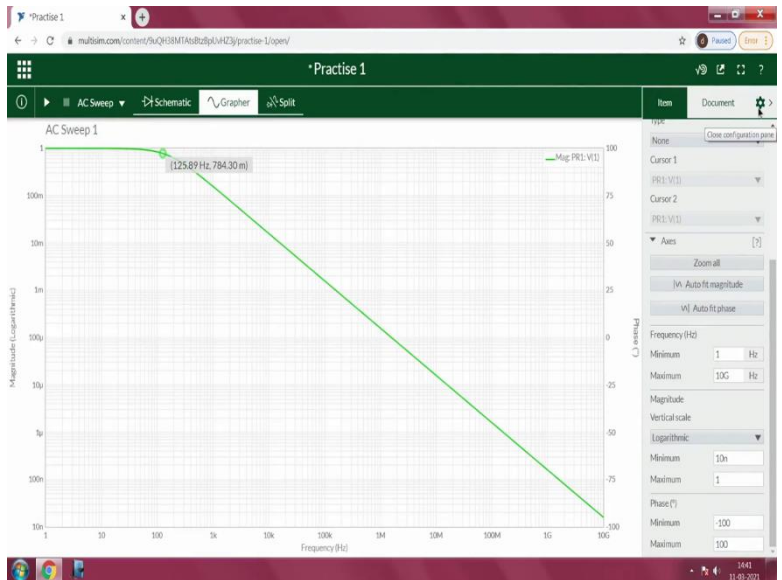 *Practise 1
multisim.com/content/9uQH38MTAtsBtzBpUvHZ3j/practise-1/open/
Paused
Error
*Practise 1
AC Sweep
Schematic
Grapher
Split
Item
Document
Close configuration pane
AC Sweep 1
Mag: PR1: V(1)
(125.89 Hz, 784.30 m)
Magnitude (Logarithmic)
1
100m
10m
1m
100µ
10µ
1µ
100n
10n
Phase (°)
100
75
50
25
0
-25
-50
-75
-100
1 10 100 1k 10k 100k 1M 10M 100M 1G 10G
Frequency (Hz)
Type
None
Cursor 1
PR1: V(1)
Cursor 2
PR1: V(1)
Axes [?]
Zoom all
Auto fit magnitude
Auto fit phase
Frequency (Hz)
Minimum 1 Hz
Maximum 10G Hz
Magnitude
Vertical scale
Logarithmic
Minimum 10n
Maximum 1
Phase (°)
Minimum -100
Maximum 100
14:41
11-03-2021